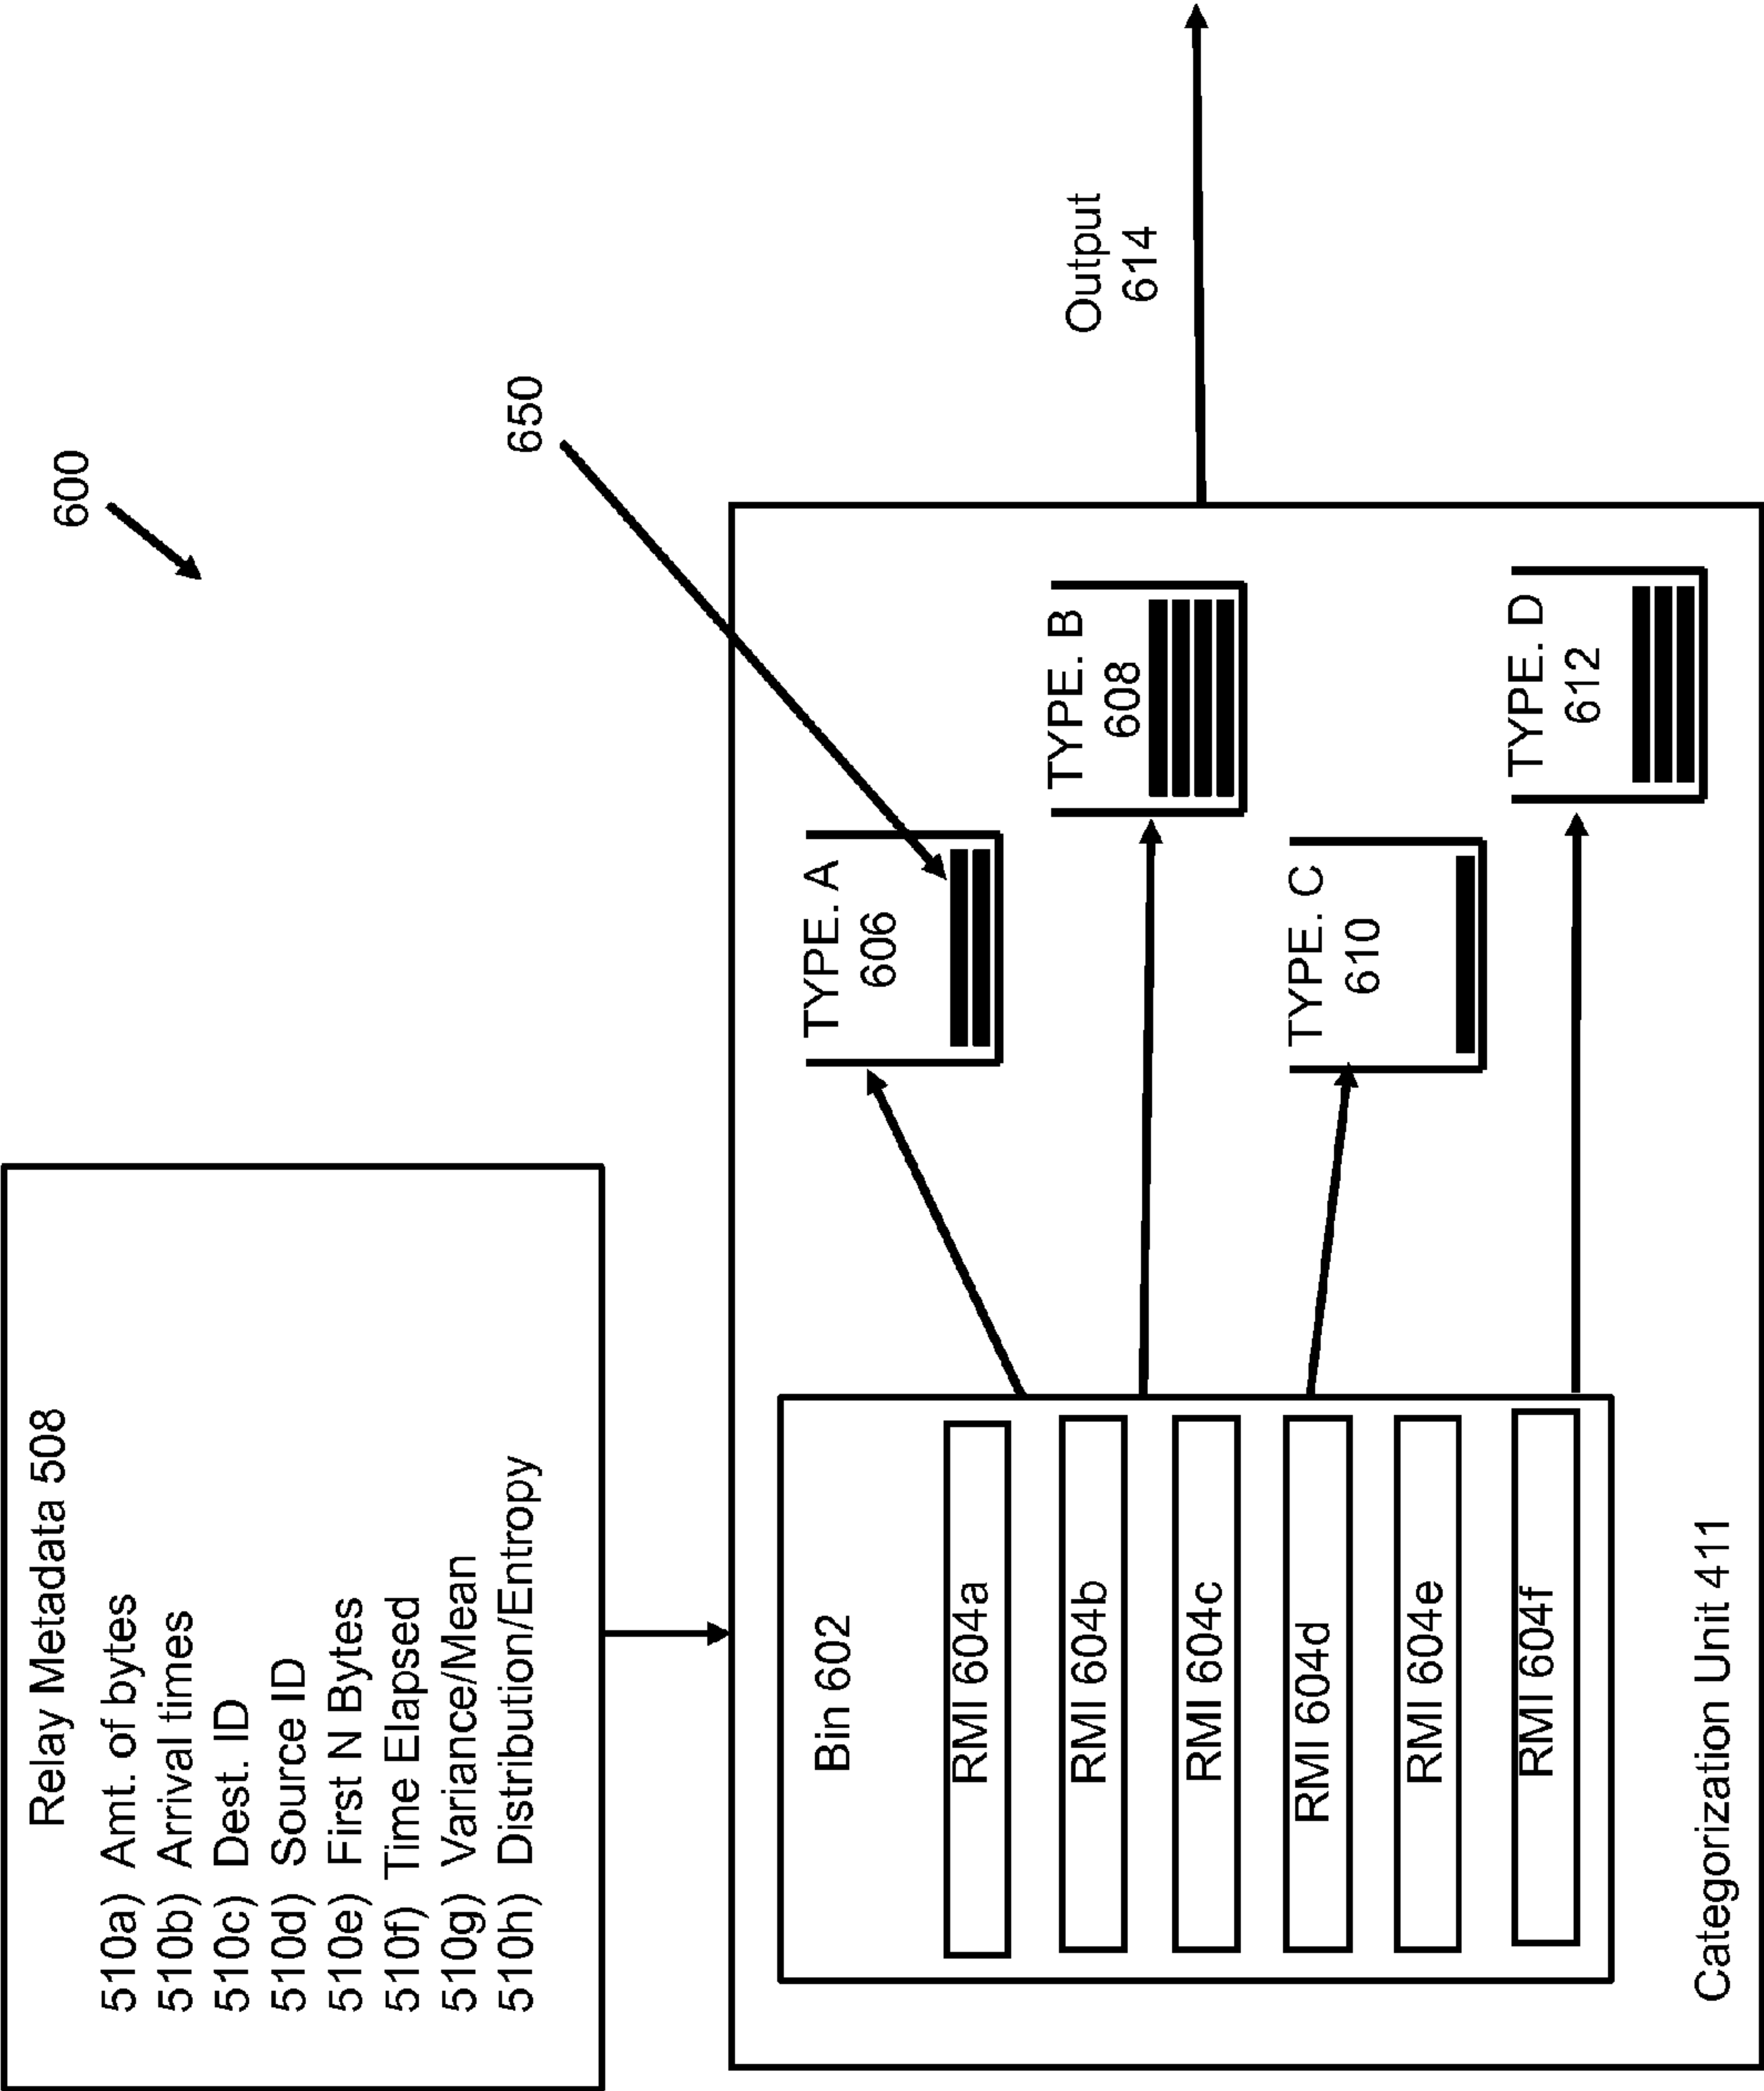 600
Relay Metadata 508
510a) Amt. of bytes
510b) Arrival times
510c) Dest. ID
510d) Source ID
510e) First N Bytes
510f) Time Elapsed
510g) Variance/Mean
510h) Distribution/Entropy
650
Bin 602
RMI 604a
RMI 604b
RMI 604c
RMI 604d
RMI 604e
RMI 604f
TYPE. A
606
TYPE. B
608
TYPE. C
610
TYPE. D
612
Output
614
Categorization Unit 411